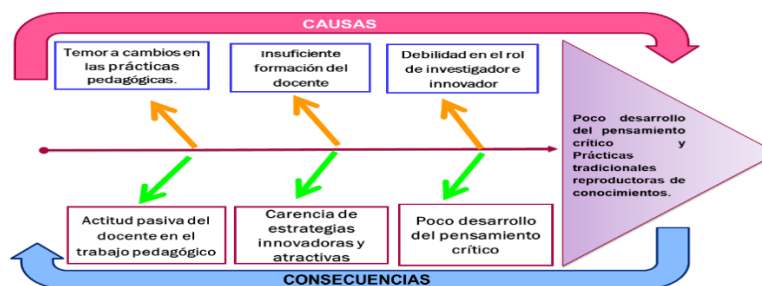 CAUSAS
Temor a cambios en
las prácticas
pedagógicas.
Insuficiente
formación del
docente
Debilidad en el rol
de investigador e
innovador
Poco desarrollo
del pensamiento
crítico y
Prácticas
tradicionales
reproductoras de
conocimientos.
Actitud pasiva del
docente en el
trabajo pedagógico
Carencia de
estrategias
innovadoras y
atractivas
Poco desarrollo
del pensamiento
crítico
CONSECUENCIAS